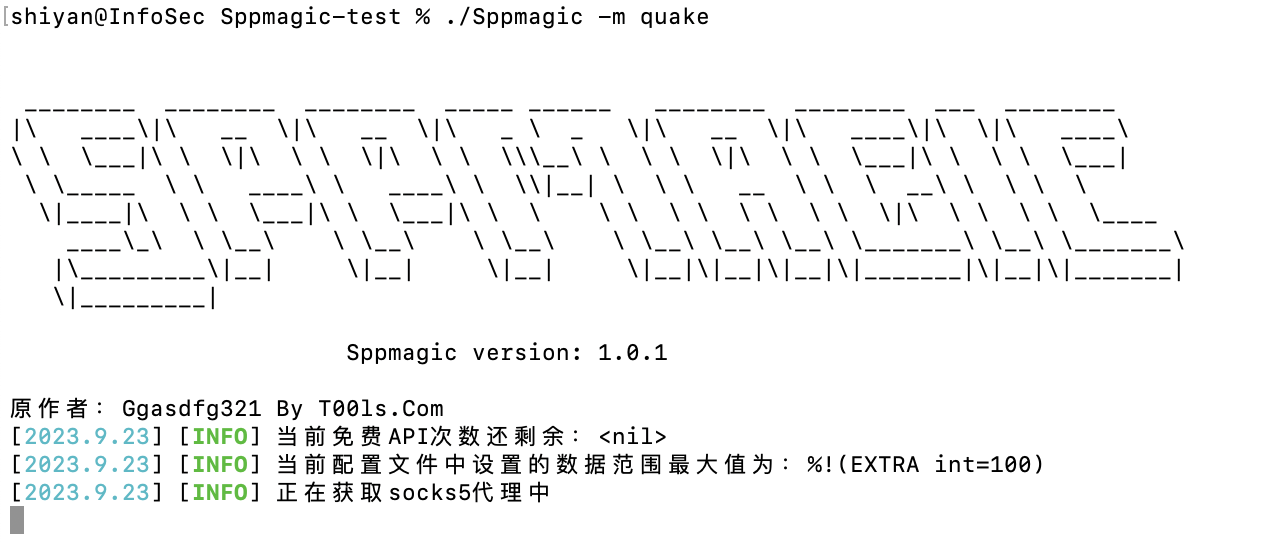 shiyan@InfoSec Sppmagic-test % ./Sppmagic -m quake
Sppmagic version: 1.0.1
原作者: Ggasdfg321 By T00ls.Com
[2023.9.23] [INFO] 当前免费API次数还剩余: <nil>
[2023.9.23] [INFO] 当前配置文件中设置的数据范围最大值为: %!(EXTRA int=100)
[2023.9.23] [INFO] 正在获取socks5代理中